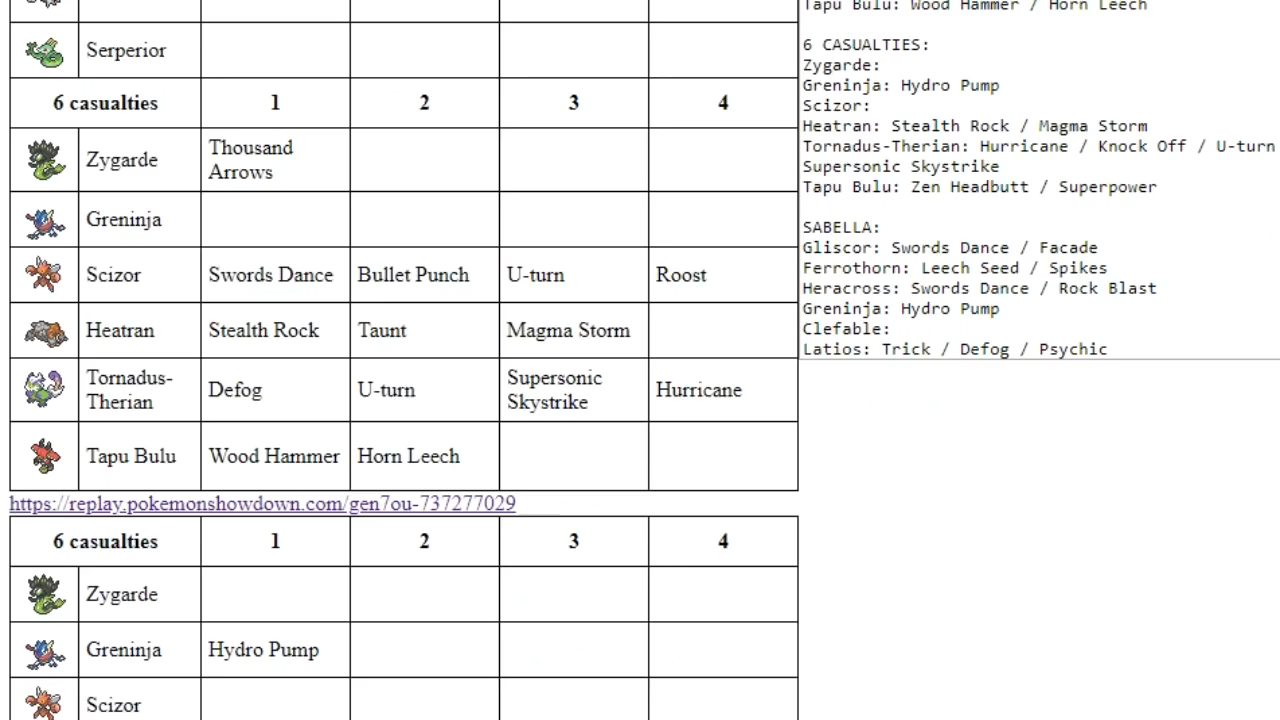 Serperior
6 casualties 1 2 3 4
Zygarde Thousand
Arrows
Greninja
Scizor Swords Dance Bullet Punch U-turn Roost
Heatran Stealth Rock Taunt Magma Storm
Tornadus-
Therian Defog U-turn Supersonic
Skystrike Hurricane
Tapu Bulu Wood Hammer Horn Leech
https://replay.pokemonshowdown.com/gen7ou-737277029
6 casualties 1 2 3 4
Zygarde
Greninja Hydro Pump
Scizor
Tapu Bulu: Wood Hammer / Horn Leech
6 CASUALTIES:
Zygarde:
Greninja: Hydro Pump
Scizor:
Heatran: Stealth Rock / Magma Storm
Tornadus-Therian: Hurricane / Knock Off / U-turn
Supersonic Skystrike
Tapu Bulu: Zen Headbutt / Superpower
SABELLA:
Gliscor: Swords Dance / Facade
Ferrothorn: Leech Seed / Spikes
Heracross: Swords Dance / Rock Blast
Greninja: Hydro Pump
Clefable:
Latios: Trick / Defog / Psychic